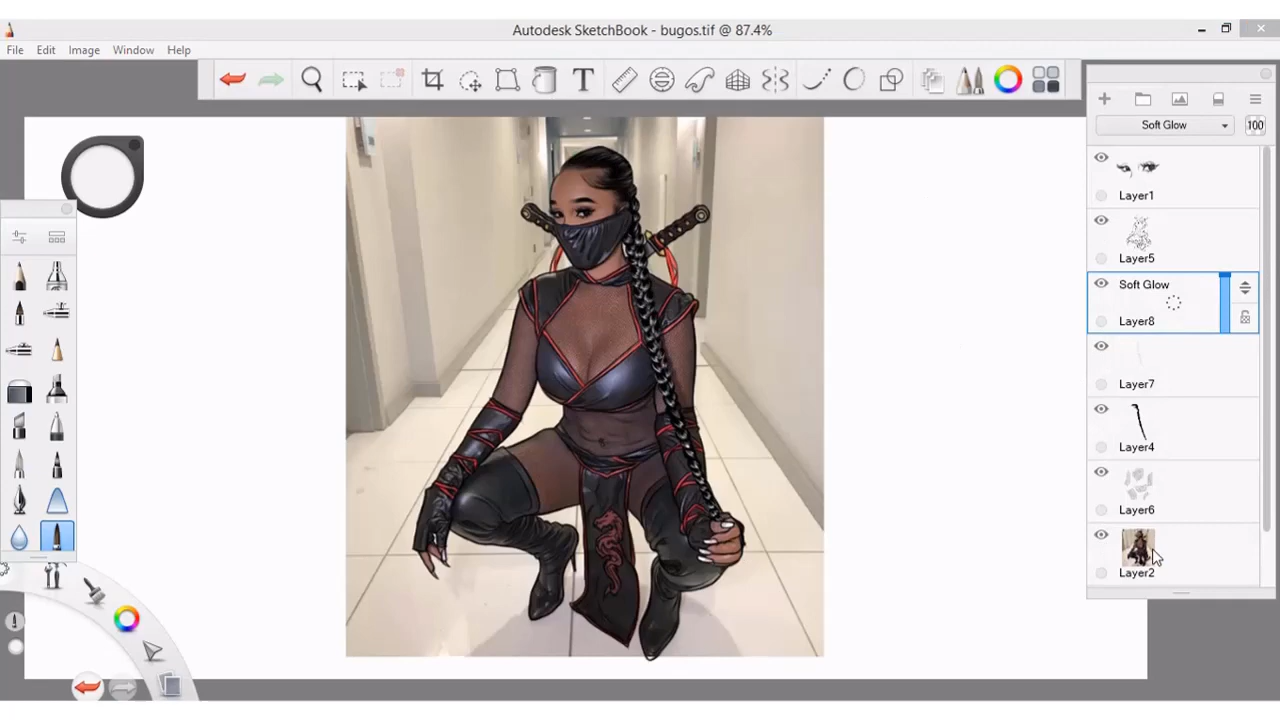 Autodesk SketchBook - bugos.tif @ 87.4%
File Edit Image Window Help
Soft Glow 100
Layer1
Layer5
Soft Glow
Layer8
Layer7
Layer4
Layer6
Layer2